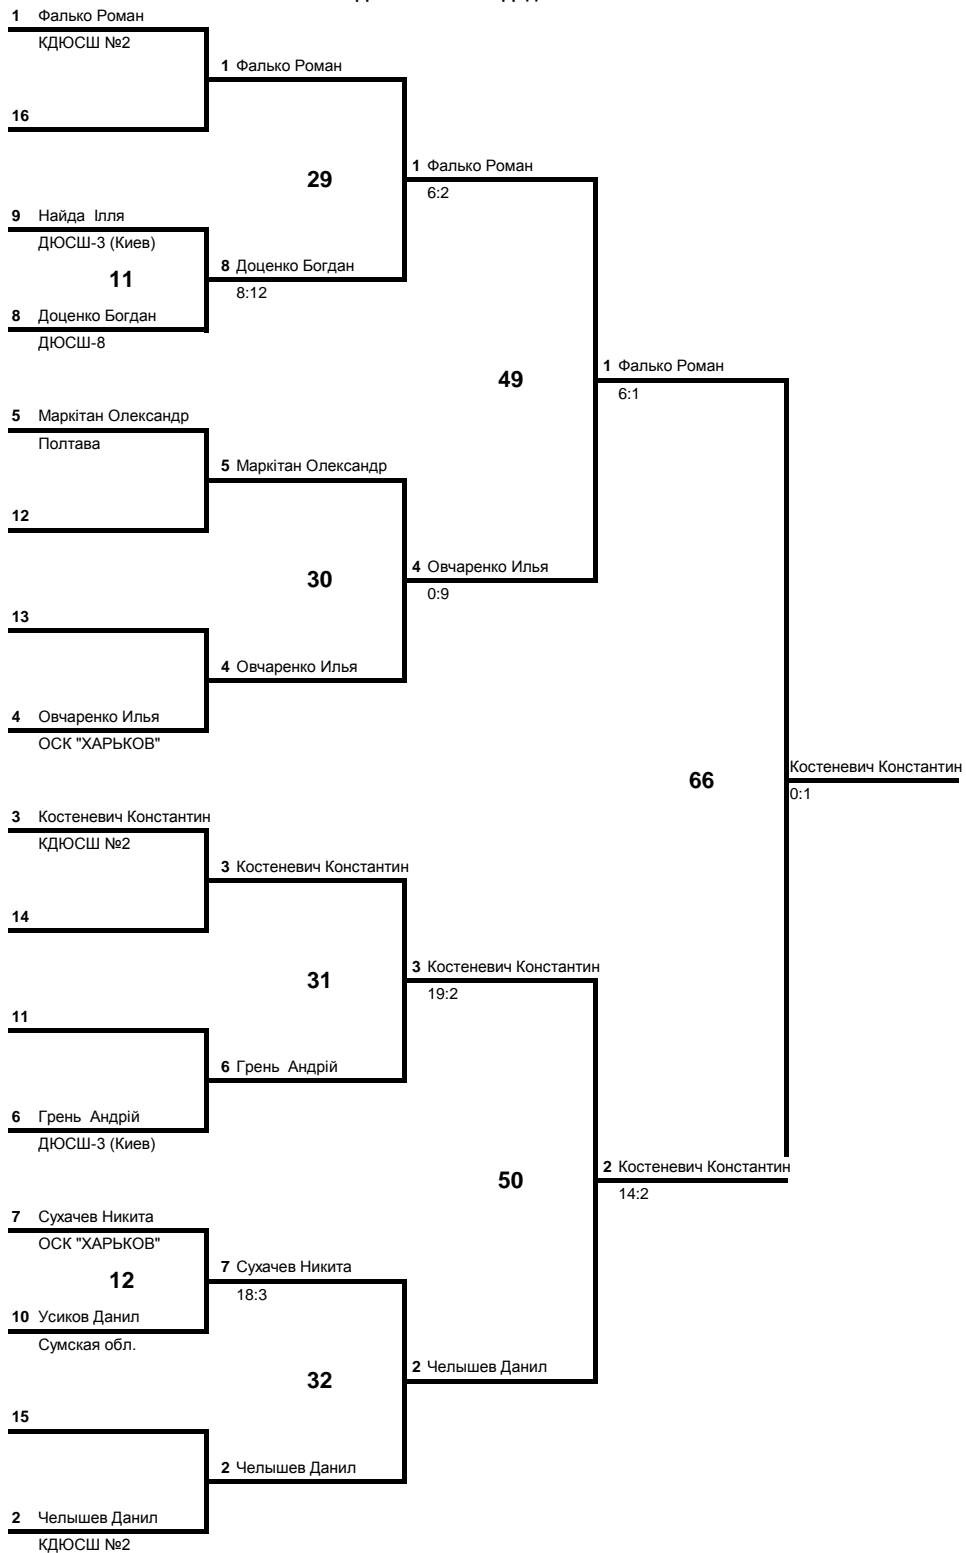 1 Фалько Роман
КДЮСШ №2
1 Фалько Роман
16
29
1 Фалько Роман
6:2
9 Найда Ілля
ДЮСШ-3 (Киев)
11
8 Доценко Богдан
8:12
8 Доценко Богдан
ДЮСШ-8
49
1 Фалько Роман
6:1
5 Маркітан Олександр
Полтава
5 Маркітан Олександр
12
30
4 Овчаренко Илья
0:9
13
4 Овчаренко Илья
4 Овчаренко Илья
ОСК "ХАРЬКОВ"
66
Костеневич Константин
0:1
3 Костеневич Константин
КДЮСШ №2
3 Костеневич Константин
14
31
3 Костеневич Константин
19:2
11
6 Грень Андрій
6 Грень Андрій
ДЮСШ-3 (Киев)
50
2 Костеневич Константин
14:2
7 Сухачев Никита
ОСК "ХАРЬКОВ"
12
7 Сухачев Никита
18:3
10 Усиков Данил
Сумская обл.
32
2 Челышев Данил
15
2 Челышев Данил
2 Челышев Данил
КДЮСШ №2